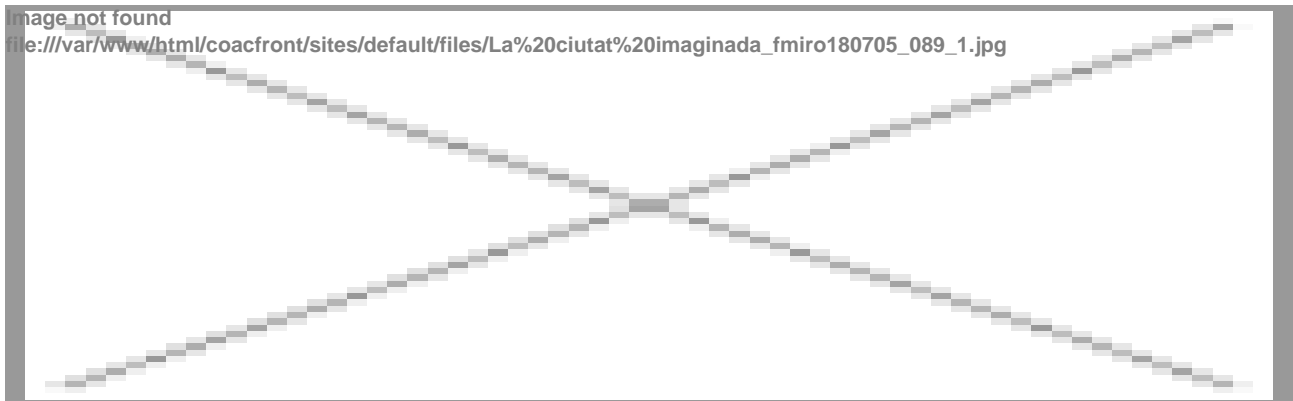 Image not found
file:///var/www/html/coacfront/sites/default/files/La%20ciutat%20imaginada_fmiro180705_089_1.jpg